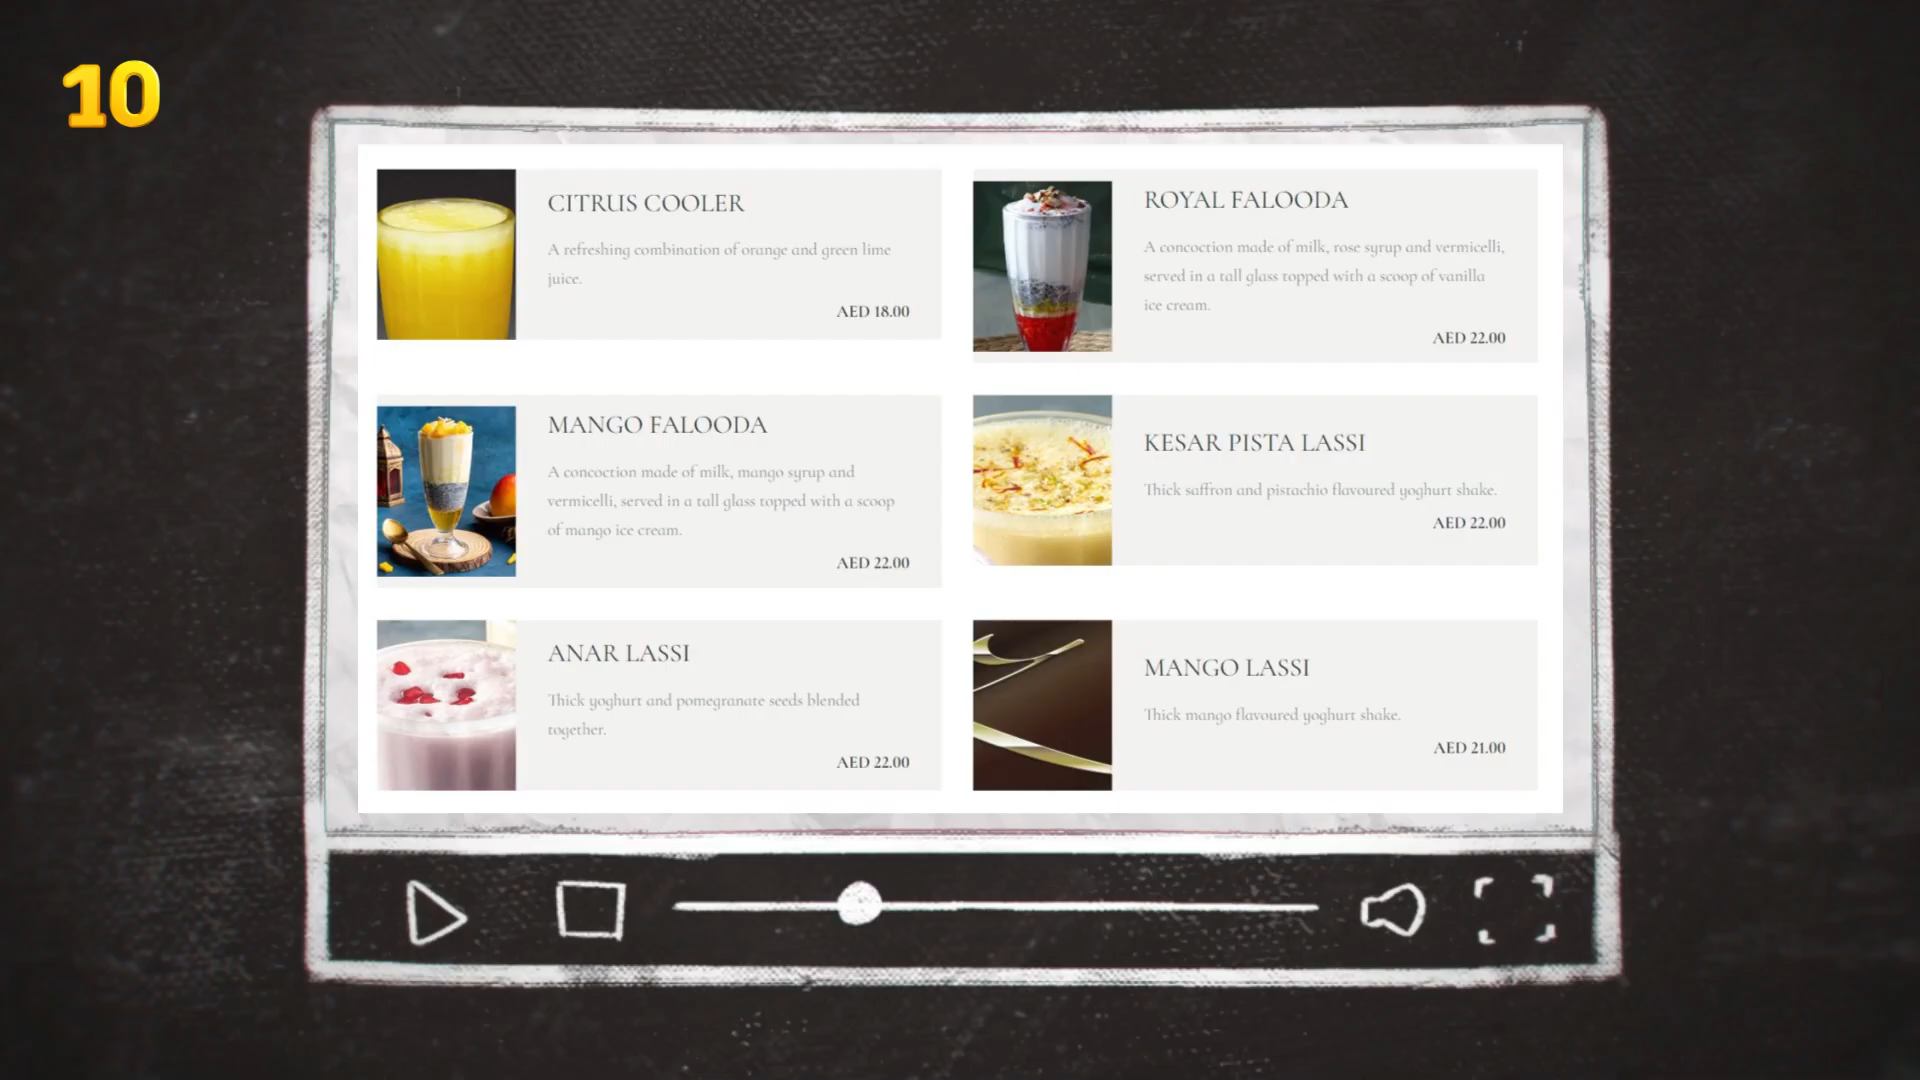 10
CITRUS COOLER
A refreshing combination of orange and green lime
juice.
AED 18.00
ROYAL FALOODA
A concoction made of milk, rose syrup and vermicelli,
served in a tall glass topped with a scoop of vanilla
ice cream.
AED 22.00
MANGO FALOODA
A concoction made of milk, mango syrup and
vermicelli, served in a tall glass topped with a scoop
of mango ice cream.
AED 22.00
KESAR PISTA LASSI
Thick saffron and pistachio flavoured yoghurt shake.
AED 22.00
ANAR LASSI
Thick yoghurt and pomegranate seeds blended
together.
AED 22.00
MANGO LASSI
Thick mango flavoured yoghurt shake.
AED 21.00